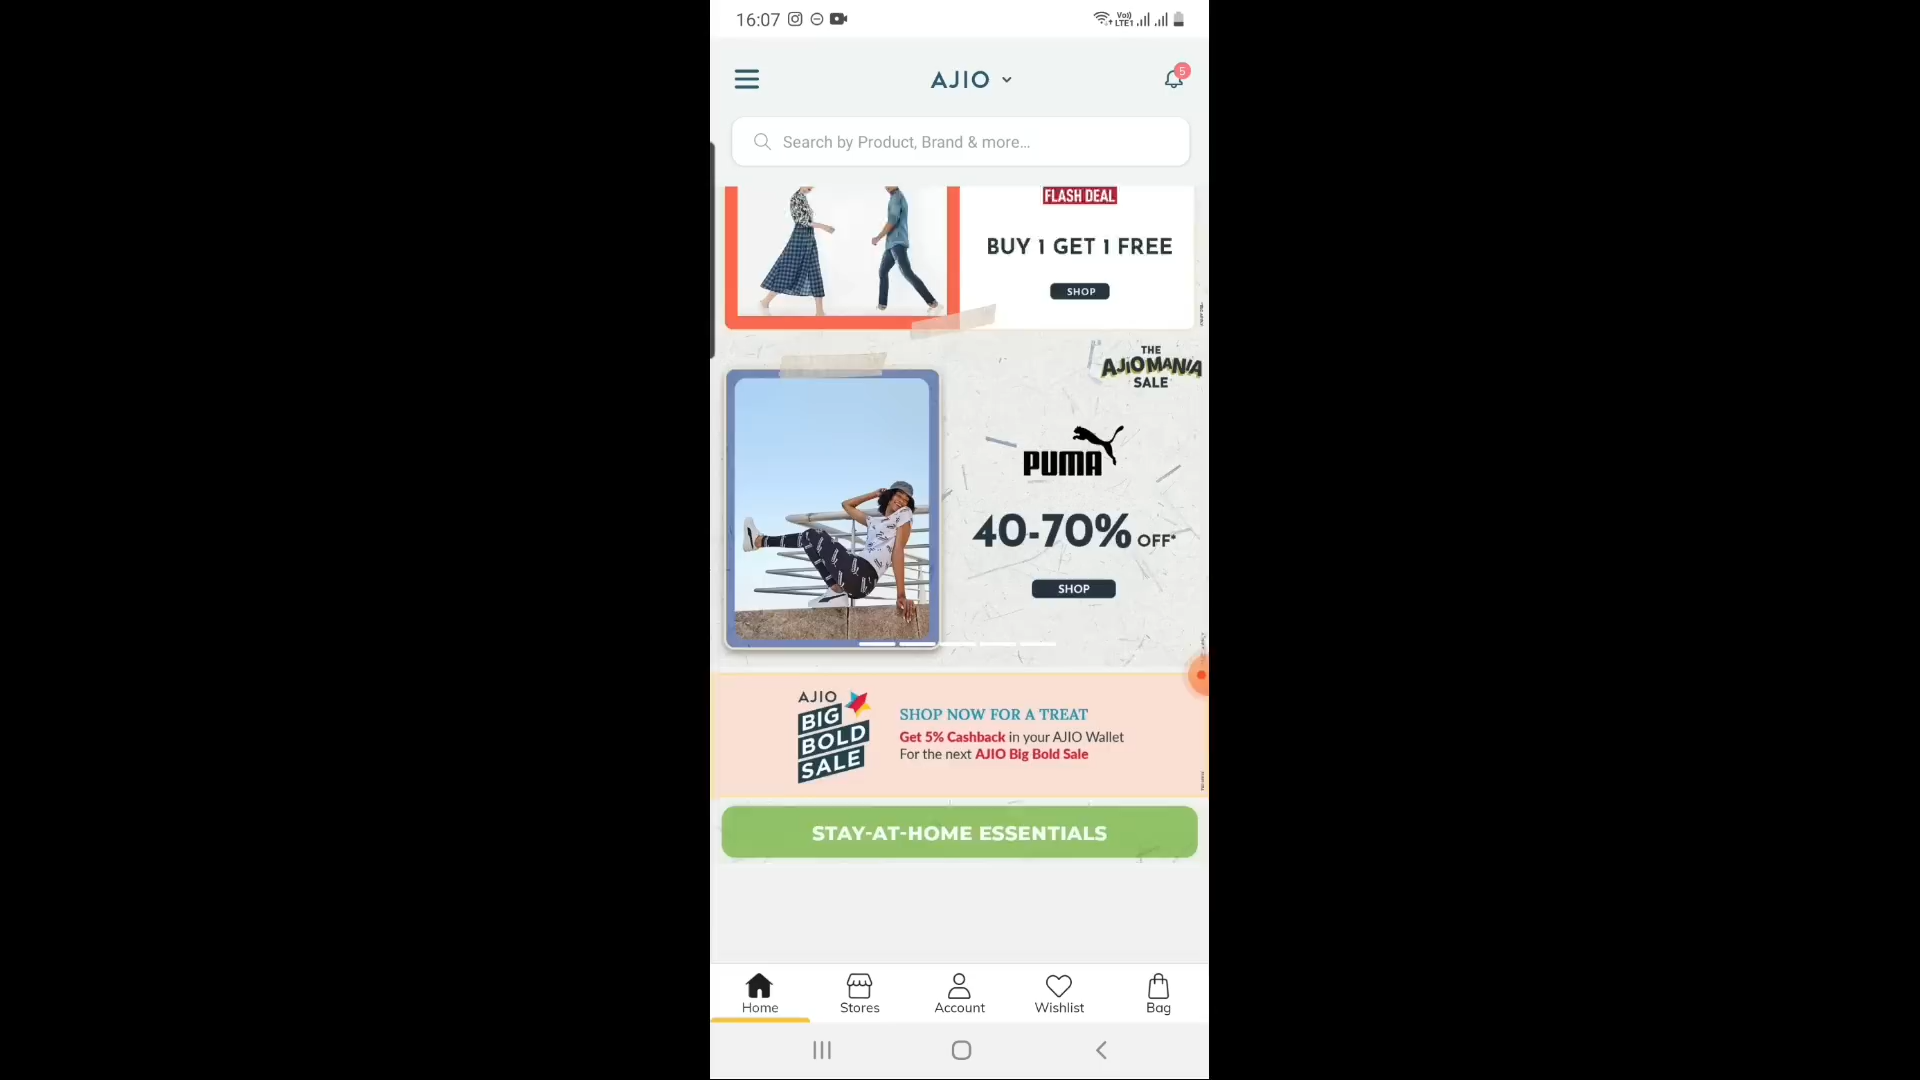 16:07
Vo))
LTE1
AJIO
5
Search by Product, Brand & more...
FLASH DEAL
BUY 1 GET 1 FREE
SHOP
THE
AJIOMANIA
SALE
PUMA
40-70% OFF*
SHOP
AJIO
BIG
BOLD
SALE
SHOP NOW FOR A TREAT
Get 5% Cashback in your AJIO Wallet
For the next AJIO Big Bold Sale
STAY-AT-HOME ESSENTIALS
Home
Stores
Account
Wishlist
Bag